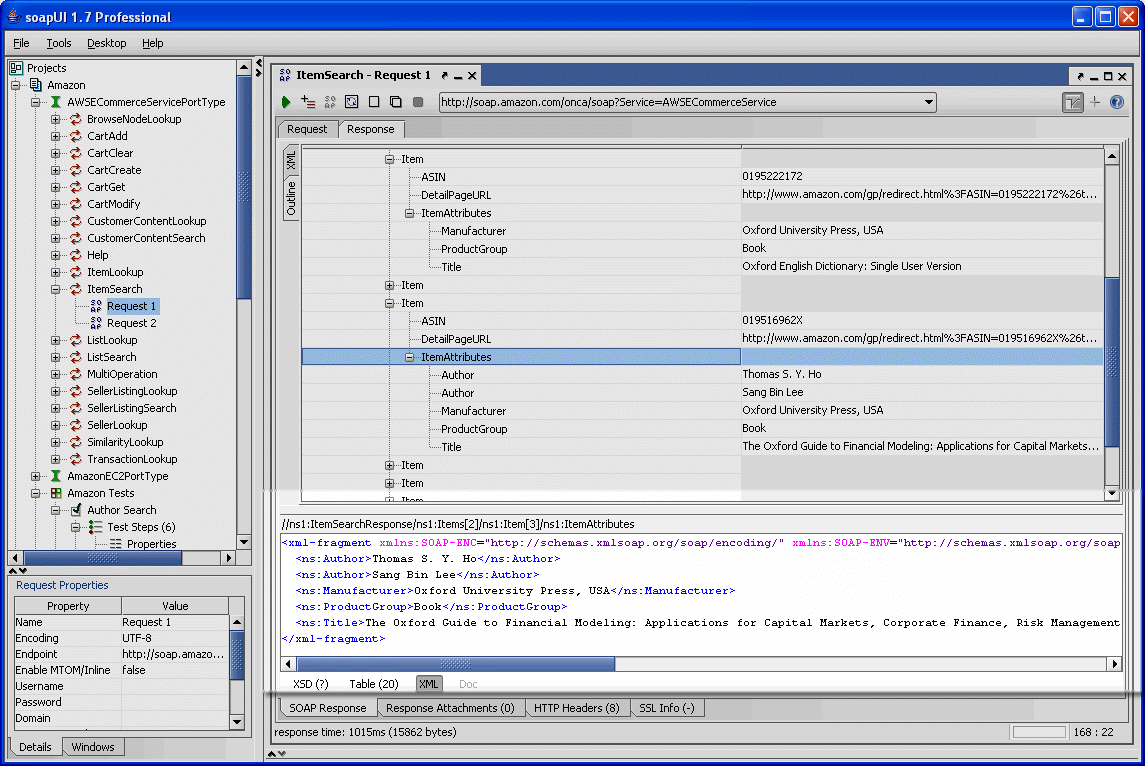 soapUI 1.7 Professional
File Tools Desktop Help
Projects
Amazon
AWSECommerceServicePortType
BrowseNodeLookup
CartAdd
CartClear
CartCreate
CartGet
CartModify
CustomerContentLookup
CustomerContentSearch
Help
ItemLookup
ItemSearch
Request 1
Request 2
ListLookup
ListSearch
MultiOperation
SellerListingLookup
SellerListingSearch
SellerLookup
SimilarityLookup
TransactionLookup
AmazonEC2PortType
Amazon Tests
Author Search
Test Steps (6)
Properties
Request Properties
Property Value
Name Request 1
Encoding UTF-8
Endpoint http://soap.amazo...
Enable MTOM/Inline false
Username
Password
Domain
Details Windows
ItemSearch - Request 1
http://soap.amazon.com/onca/soap?Service=AWSECommerceService
Request Response
XML
Outline
Item
ASIN 0195222172
DetailPageURL http://www.amazon.com/gp/redirect.html%3FASIN=0195222172%26t...
ItemAttributes
Manufacturer Oxford University Press, USA
ProductGroup Book
Title Oxford English Dictionary: Single User Version
Item
Item
ASIN 019516962X
DetailPageURL http://www.amazon.com/gp/redirect.html%3FASIN=019516962X%26t...
ItemAttributes
Author Thomas S. Y. Ho
Author Sang Bin Lee
Manufacturer Oxford University Press, USA
ProductGroup Book
Title The Oxford Guide to Financial Modeling: Applications for Capital Markets...
Item
Item
Item
//ns1:ItemSearchResponse/ns1:Items[2]/ns1:Item[3]/ns1:ItemAttributes
<xml-fragment xmlns:SOAP-ENC="http://schemas.xmlsoap.org/soap/encoding/" xmlns:SOAP-ENV="http://schemas.xmlsoap.org/soap
<ns:Author>Thomas S. Y. Ho</ns:Author>
<ns:Author>Sang Bin Lee</ns:Author>
<ns:Manufacturer>Oxford University Press, USA</ns:Manufacturer>
<ns:ProductGroup>Book</ns:ProductGroup>
<ns:Title>The Oxford Guide to Financial Modeling: Applications for Capital Markets, Corporate Finance, Risk Management
</xml-fragment>
XSD (?) Table (20) XML Doc
SOAP Response Response Attachments (0) HTTP Headers (8) SSL Info (-)
response time: 1015ms (15862 bytes) 168 : 22